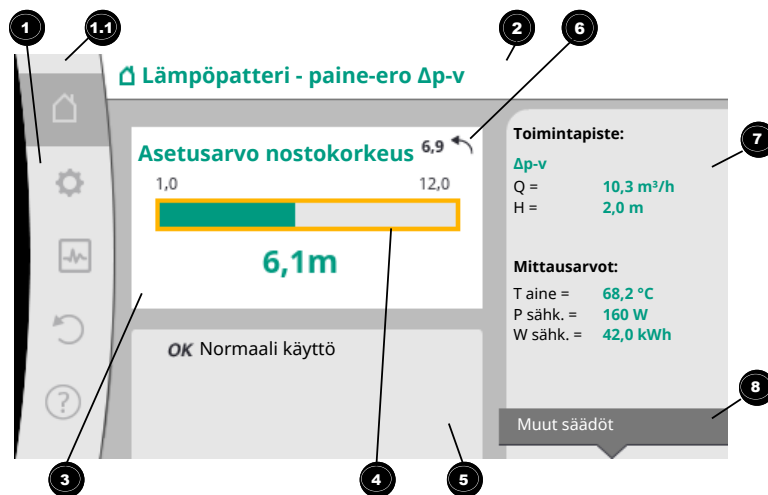 1
1.1
2
6
Lämpöpatteri - paine-ero Δp-v
Asetusarvo nostokorkeus 6,9
1,0
12,0
6,1m
OK Normaali käyttö
?
Toimintapiste:
7
Δp-v
Q = 10,3 m³/h
H = 2,0 m
Mittausarvot:
T aine = 68,2 °C
P sähk. = 160 W
W sähk. = 42,0 kWh
8
Muut säädöt
3
4
5